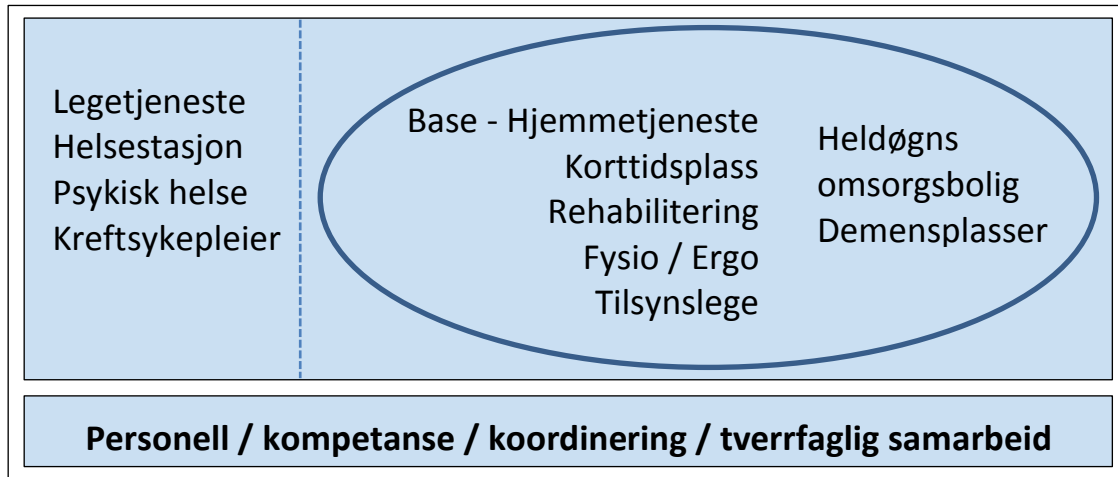 Legetjeneste
Helsestasjon
Psykisk helse
Kreftsykepleier
Base - Hjemmetjeneste
Korttidsplass
Rehabilitering
Fysio / Ergo
Tilsynslege
Heldøgns
omsorgsbolig
Demensplasser
Personell / kompetanse / koordinering / tverrfaglig samarbeid